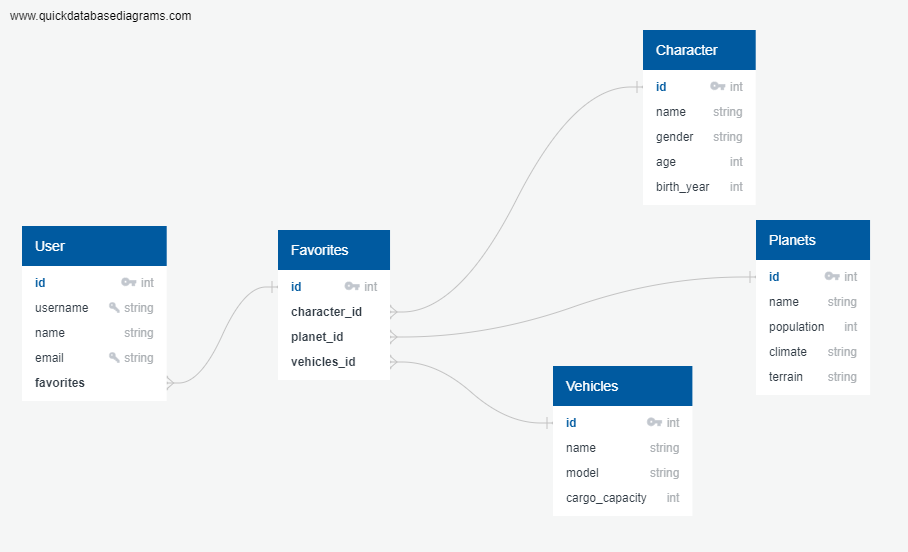 www.quickdatabasediagrams.com
Character
id int
name string
gender string
age int
birth_year int
User
id int
username string
name string
email string
favorites
Favorites
id int
character_id
planet_id
vehicles_id
Planets
id int
name string
population int
climate string
terrain string
Vehicles
id int
name string
model string
cargo_capacity int